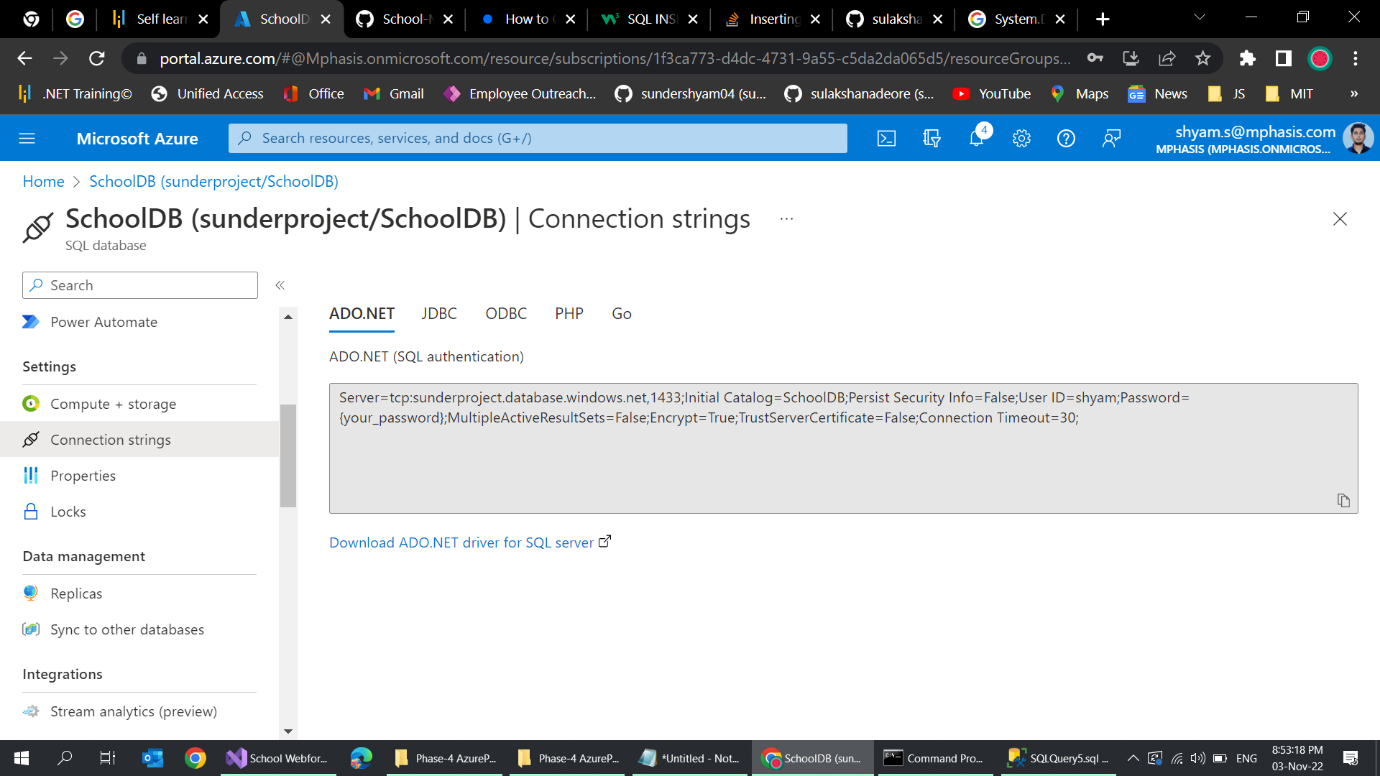 Self lear
SchoolD
School-M
How to
SQL INS
Inserting
sulaksha
System.D
portal.azure.com/#@Mphasis.onmicrosoft.com/resource/subscriptions/1f3ca773-d4dc-4731-9a55-c5da2da065d5/resourceGroups...
.NET Training©
Unified Access
Office
Gmail
Employee Outreach...
sundershyam04 (su...
sulakshanadeore (s...
YouTube
Maps
News
JS
MIT
»
Microsoft Azure
Search resources, services, and docs (G+/)
4
shyam.s@mphasis.com
MPHASIS (MPHASIS.ONMICROS...
Home > SchoolDB (sunderproject/SchoolDB)
SchoolDB (sunderproject/SchoolDB) | Connection strings ...
SQL database
Search
«
Power Automate
Settings
Compute + storage
Connection strings
Properties
Locks
Data management
Replicas
Sync to other databases
Integrations
Stream analytics (preview)
ADO.NET JDBC ODBC PHP Go
ADO.NET (SQL authentication)
Server=tcp:sunderproject.database.windows.net,1433;Initial Catalog=SchoolDB;Persist Security Info=False;User ID=shyam;Password=
{your_password};MultipleActiveResultSets=False;Encrypt=True;TrustServerCertificate=False;Connection Timeout=30;
Download ADO.NET driver for SQL server
School Webfor...
Phase-4 AzureP...
Phase-4 AzureP...
*Untitled - Not...
SchoolDB (sun...
Command Pro...
SQLQuery5.sql ...
ENG
8:53:18 PM
03-Nov-22